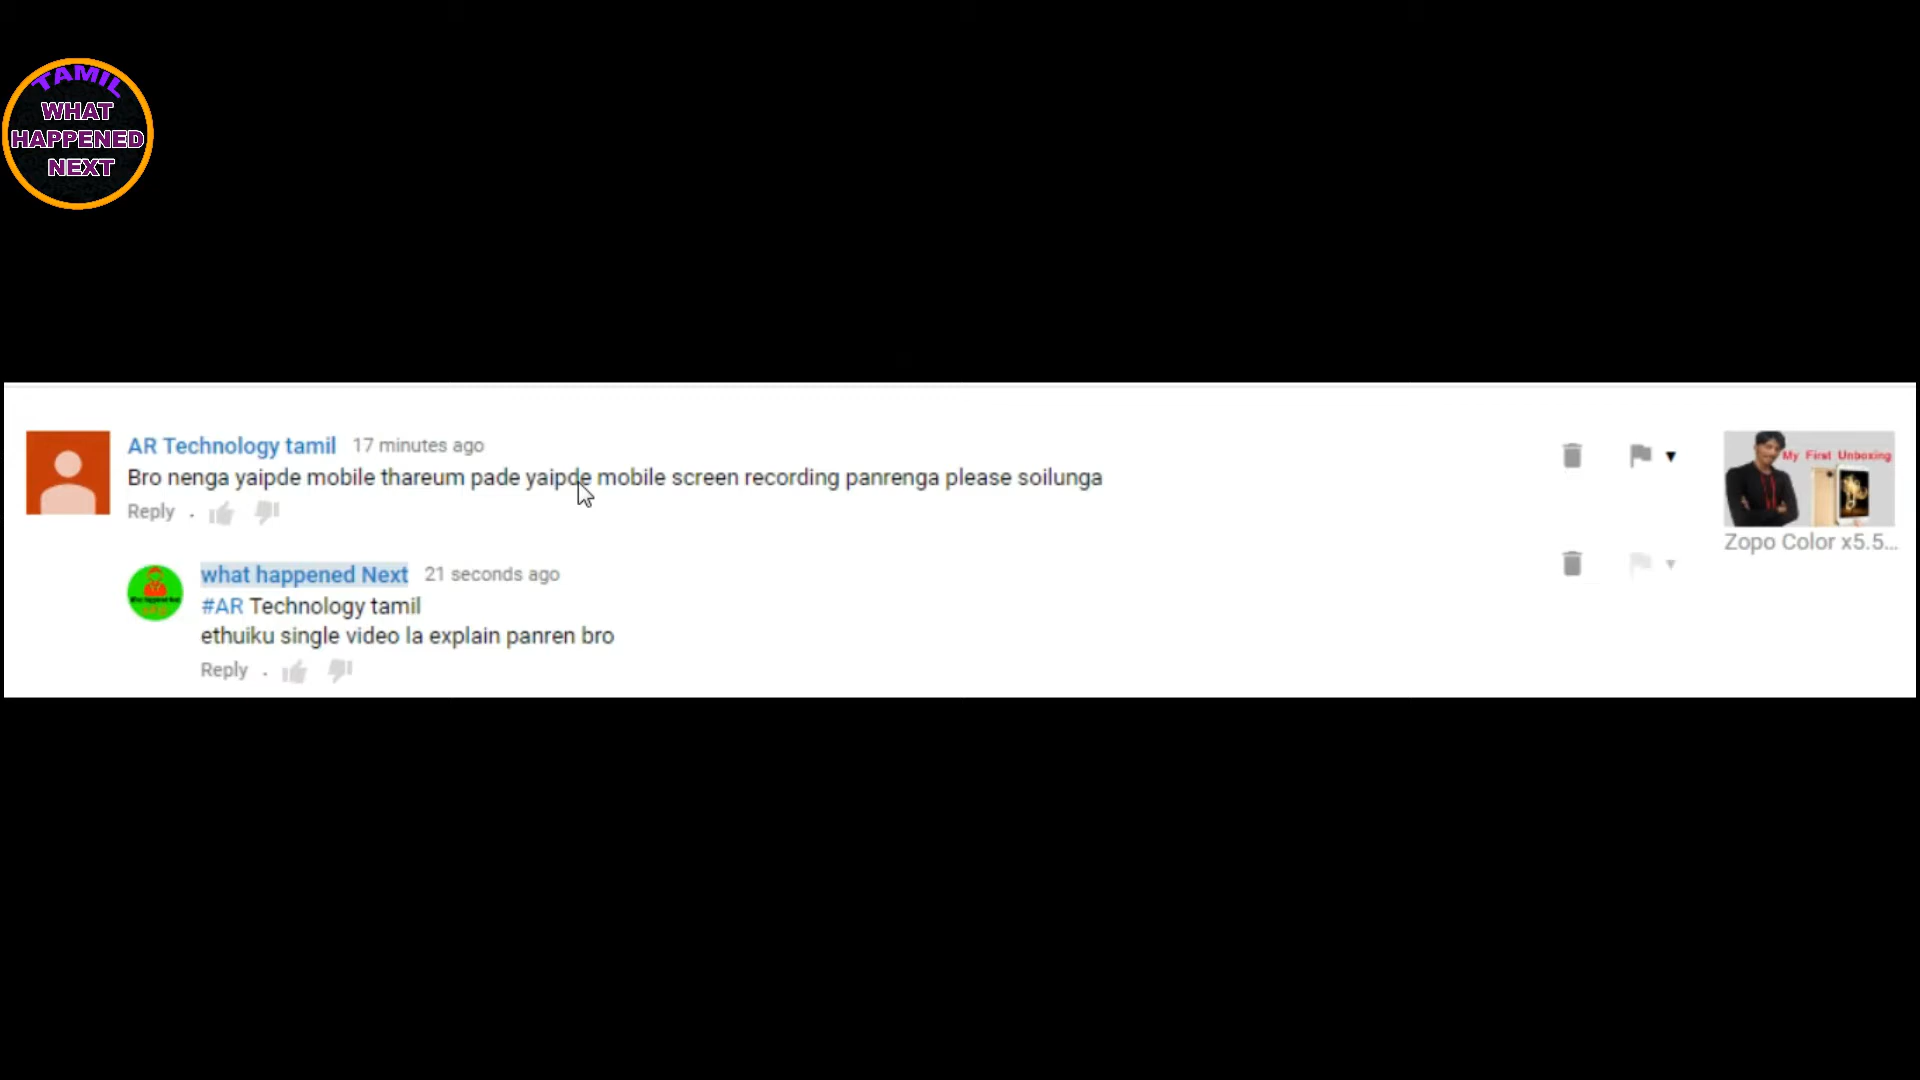 TAMIL
WHAT
HAPPENED
NEXT
AR Technology tamil 17 minutes ago
Bro nenga yaipde mobile thareum pade yaipde mobile screen recording panrenga please soilunga
Reply .
My First Unboxing
Zopo Color x5.5...
what happened Next 21 seconds ago
#AR Technology tamil
ethuiku single video la explain panren bro
Reply .